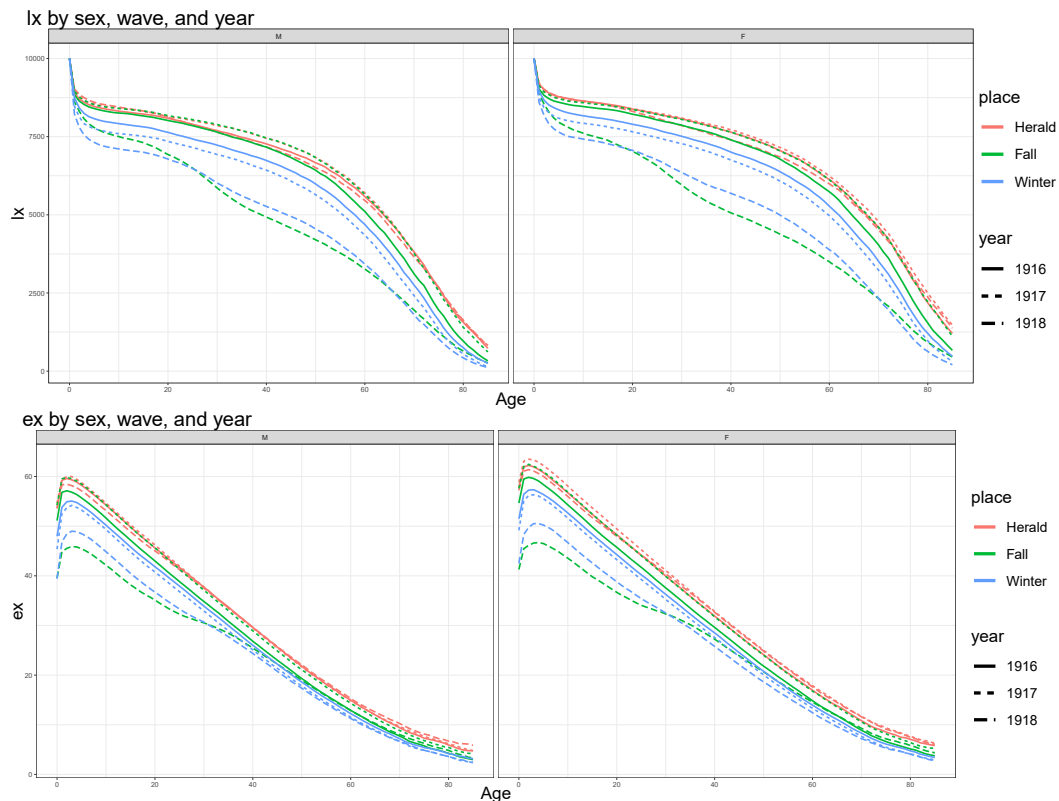 lx by sex, wave, and year
M
F
10000
7500
5000
2500
0
lx
0
20
40
60
80
0
20
40
60
80
Age
place
Herald
Fall
Winter
year
1916
1917
1918
ex by sex, wave, and year
M
F
60
40
20
0
ex
0
20
40
60
80
0
20
40
60
80
Age
place
Herald
Fall
Winter
year
1916
1917
1918